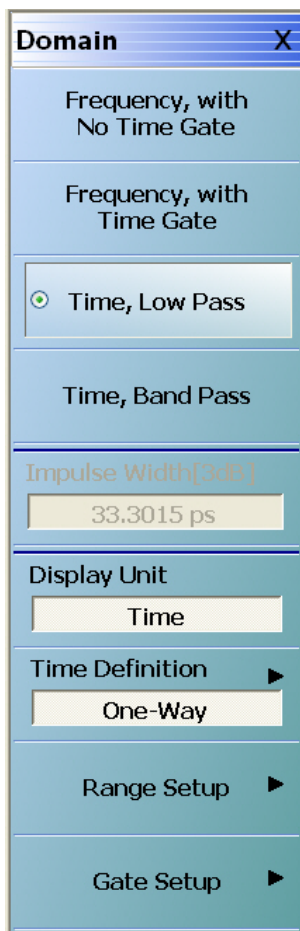 Domain X
Frequency, with
No Time Gate
Frequency, with
Time Gate
Time, Low Pass
Time, Band Pass
Impulse Width[3dB]
33.3015 ps
Display Unit
Time
Time Definition
One-Way
Range Setup
Gate Setup